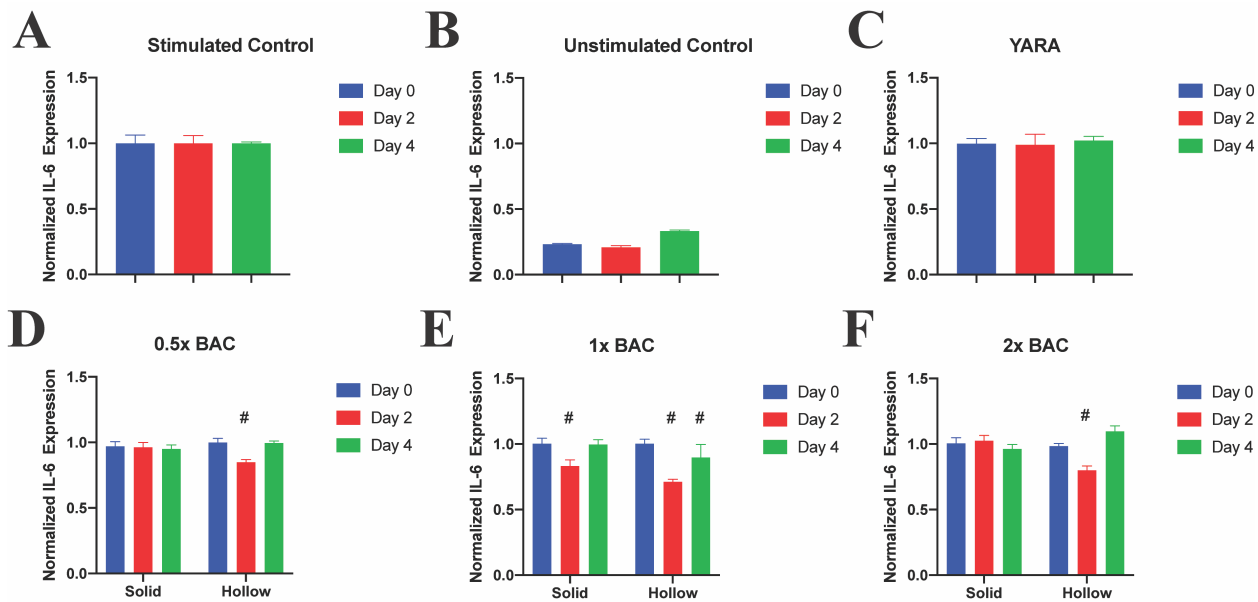 A
Stimulated Control
Normalized IL-6 Expression
1.5
1.0
0.5
0.0
Day 0
Day 2
Day 4
B
Unstimulated Control
Normalized IL-6 Expression
1.5
1.0
0.5
0.0
Day 0
Day 2
Day 4
C
YARA
Normalized IL-6 Expression
1.5
1.0
0.5
0.0
Day 0
Day 2
Day 4
D
0.5x BAC
Normalized IL-6 Expression
1.5
1.0
0.5
0.0
#
Solid Hollow
Day 0
Day 2
Day 4
E
1x BAC
Normalized IL-6 Expression
1.5
1.0
0.5
0.0
# # #
Solid Hollow
Day 0
Day 2
Day 4
F
2x BAC
Normalized IL-6 Expression
1.5
1.0
0.5
0.0
#
Solid Hollow
Day 0
Day 2
Day 4